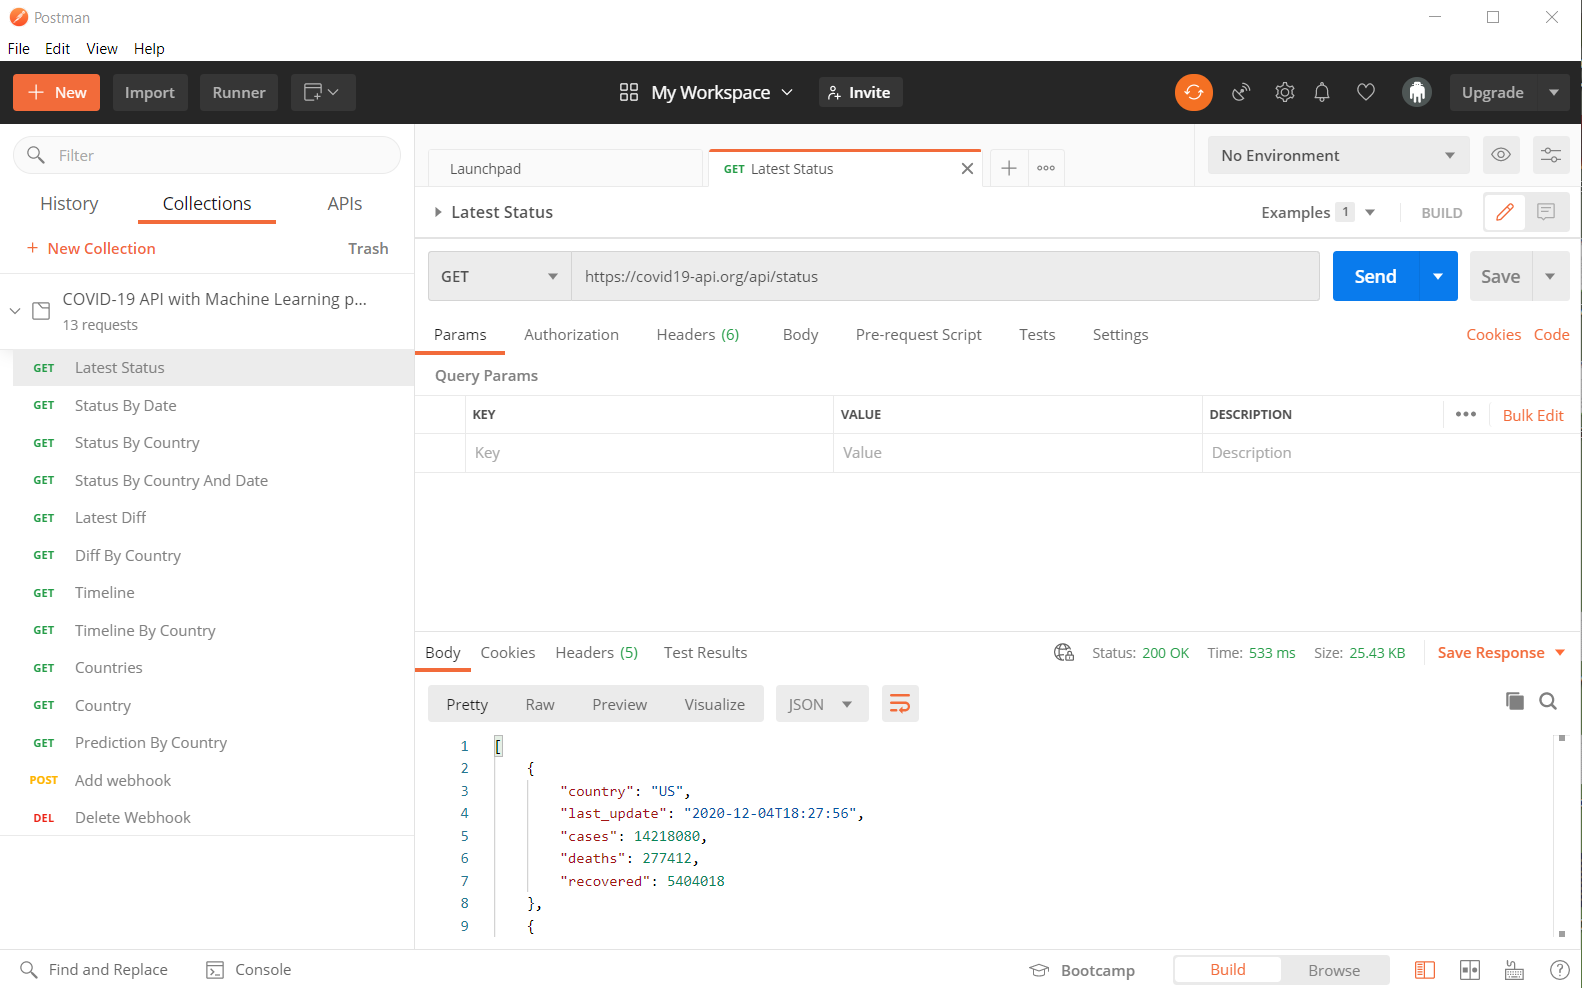 Postman
File Edit View Help
New Import Runner My Workspace Invite Upgrade
Filter
History Collections APIs
+ New Collection Trash
COVID-19 API with Machine Learning p...
13 requests
GET Latest Status
GET Status By Date
GET Status By Country
GET Status By Country And Date
GET Latest Diff
GET Diff By Country
GET Timeline
GET Timeline By Country
GET Countries
GET Country
GET Prediction By Country
POST Add webhook
DEL Delete Webhook
Launchpad GET Latest Status No Environment
Latest Status Examples 1 BUILD
GET https://covid19-api.org/api/status Send Save
Params Authorization Headers (6) Body Pre-request Script Tests Settings Cookies Code
Query Params
KEY VALUE DESCRIPTION Bulk Edit
Key Value Description
Body Cookies Headers (5) Test Results Status: 200 OK Time: 533 ms Size: 25.43 KB Save Response
Pretty Raw Preview Visualize JSON
1 [
2 {
3 "country": "US",
4 "last_update": "2020-12-04T18:27:56",
5 "cases": 14218080,
6 "deaths": 277412,
7 "recovered": 5404018
8 },
9 {
Find and Replace Console Bootcamp Build Browse